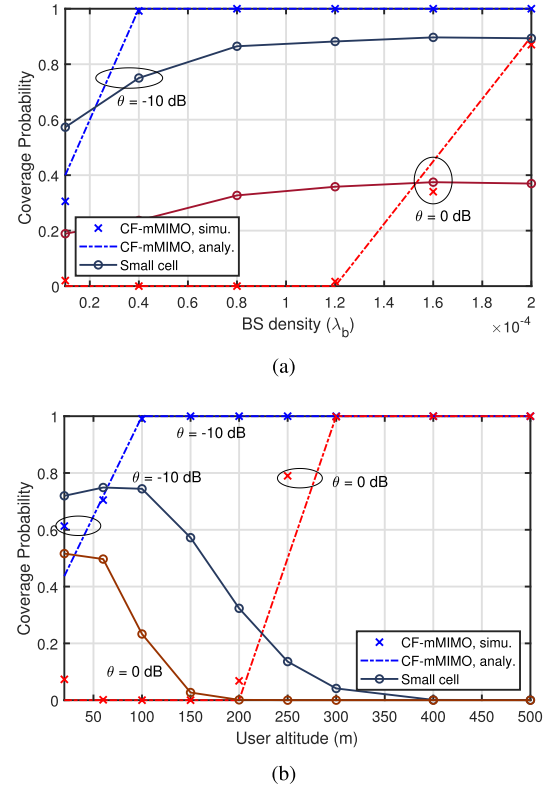 1
0.8
0.6
0.4
0.2
0
Coverage Probability
θ = -10 dB
θ = 0 dB
CF-mMIMO, simu.
CF-mMIMO, analy.
Small cell
0.2 0.4 0.6 0.8 1 1.2 1.4 1.6 1.8 2
BS density (λb)
×10-4
(a)
1
0.8
0.6
0.4
0.2
0
Coverage Probability
θ = -10 dB
θ = -10 dB
θ = 0 dB
θ = 0 dB
CF-mMIMO, simu.
CF-mMIMO, analy.
Small cell
50 100 150 200 250 300 350 400 450 500
User altitude (m)
(b)